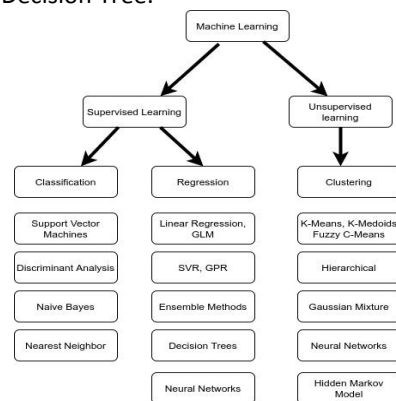 Decision Tree.
Machine Learning
Supervised Learning
Unsupervised
learning
Classification
Regression
Clustering
Support Vector
Machines
Linear Regression,
GLM
K-Means, K-Medoids
Fuzzy C-Means
Discriminant Analysis
SVR, GPR
Hierarchical
Naive Bayes
Ensemble Methods
Gaussian Mixture
Nearest Neighbor
Decision Trees
Neural Networks
Neural Networks
Hidden Markov
Model